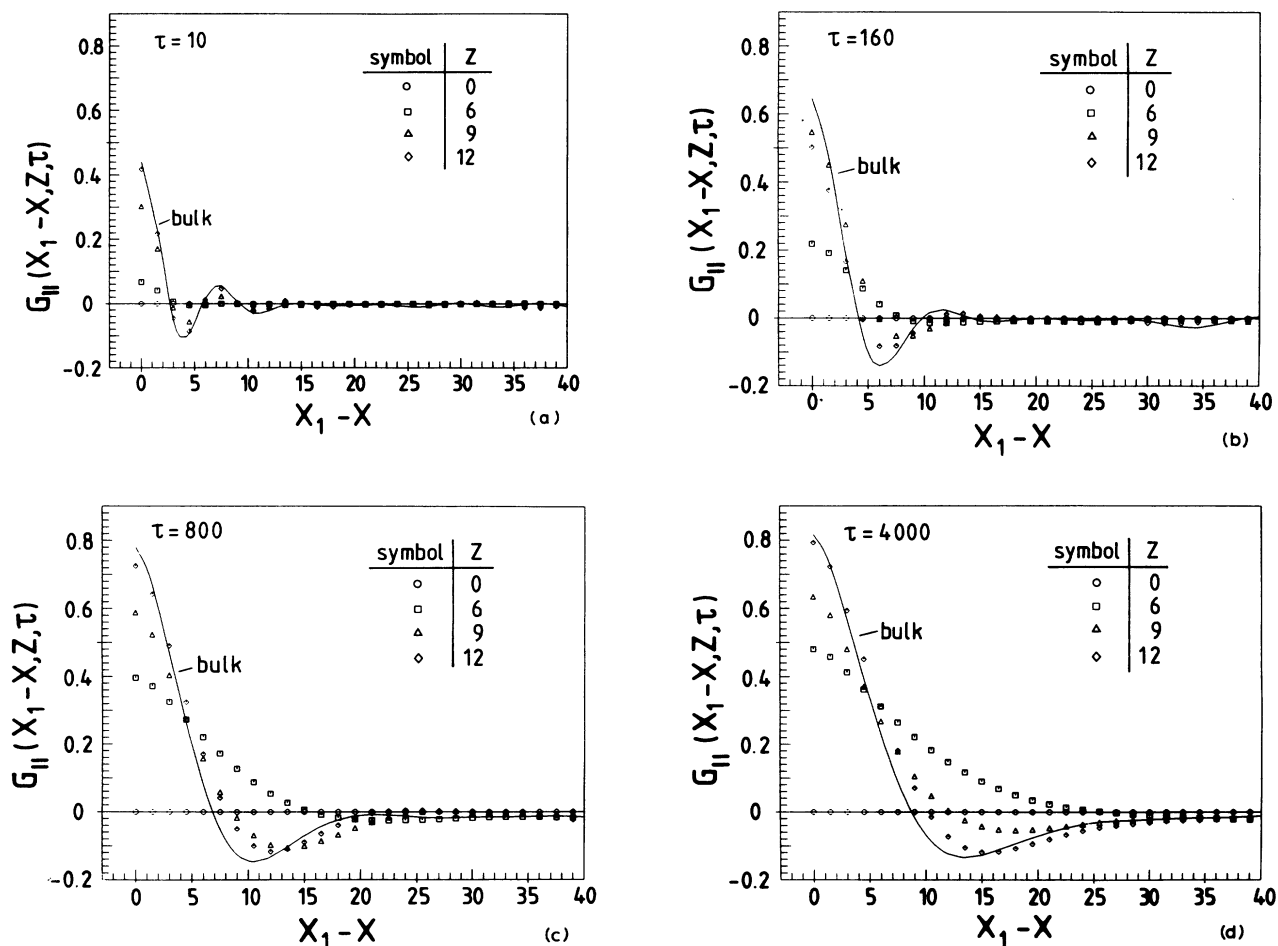 τ = 10
symbol Z
0
6
9
12
bulk
G|| (X1−X,Z,τ)
0.8
0.6
0.4
0.2
0
−0.2
0 5 10 15 20 25 30 35 40
X1−X
(a)
τ = 160
symbol Z
0
6
9
12
bulk
G|| (X1−X,Z,τ)
0.8
0.6
0.4
0.2
0
−0.2
0 5 10 15 20 25 30 35 40
X1−X
(b)
τ = 800
symbol Z
0
6
9
12
bulk
G|| (X1−X,Z,τ)
0.8
0.6
0.4
0.2
0
−0.2
0 5 10 15 20 25 30 35 40
X1−X
(c)
τ = 4000
symbol Z
0
6
9
12
bulk
G|| (X1−X,Z,τ)
0.8
0.6
0.4
0.2
0
−0.2
0 5 10 15 20 25 30 35 40
X1−X
(d)